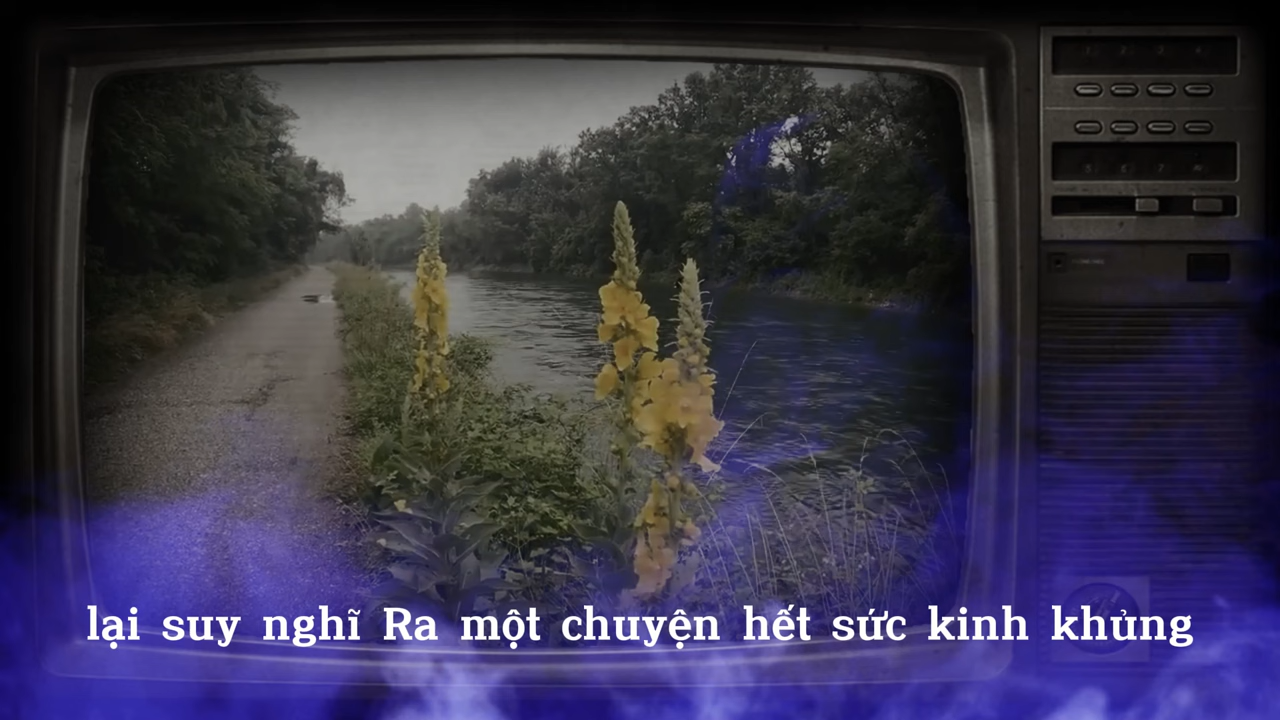 lại suy nghĩ Ra một chuyện hết sức kinh khủng